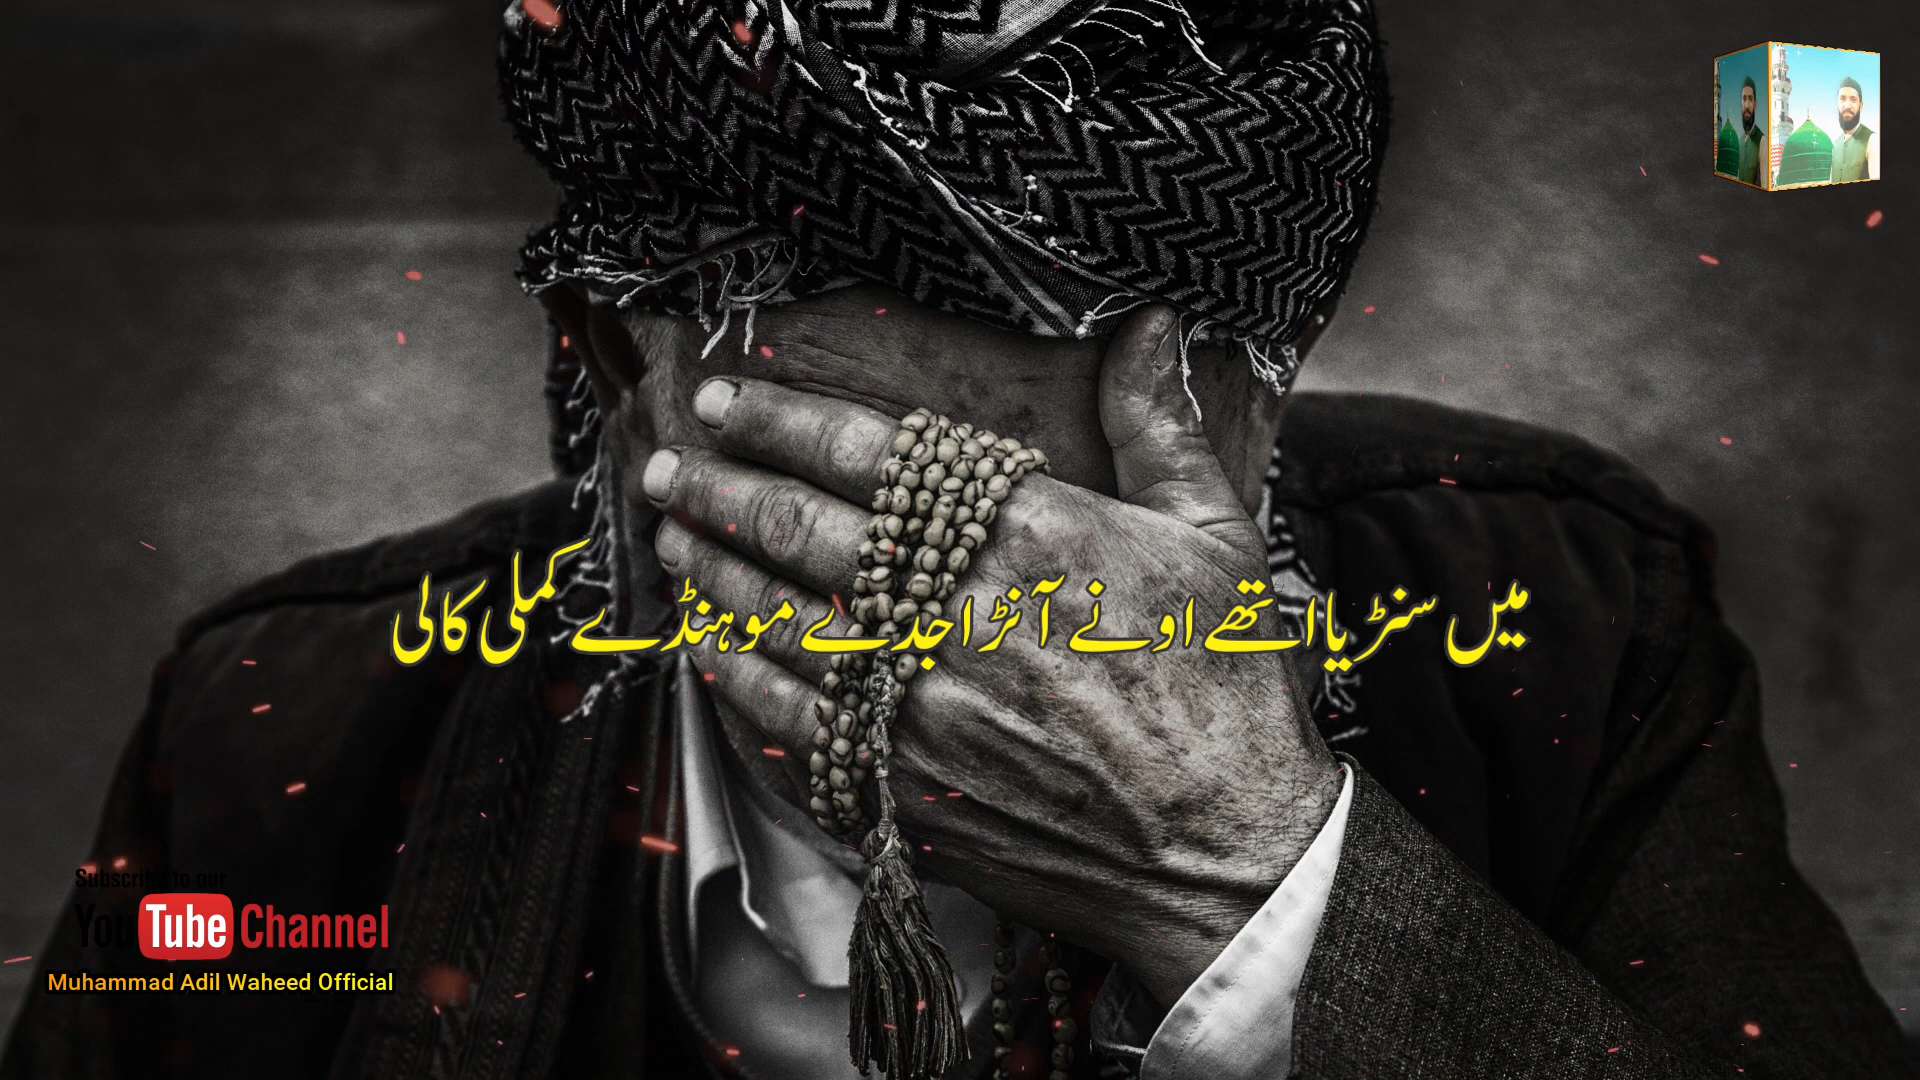 میں سنڑیا اتھے اونے آنڑا جدے موہنڈے کملی کالی
Subscribe to our
YouTube Channel
Muhammad Adil Waheed Official